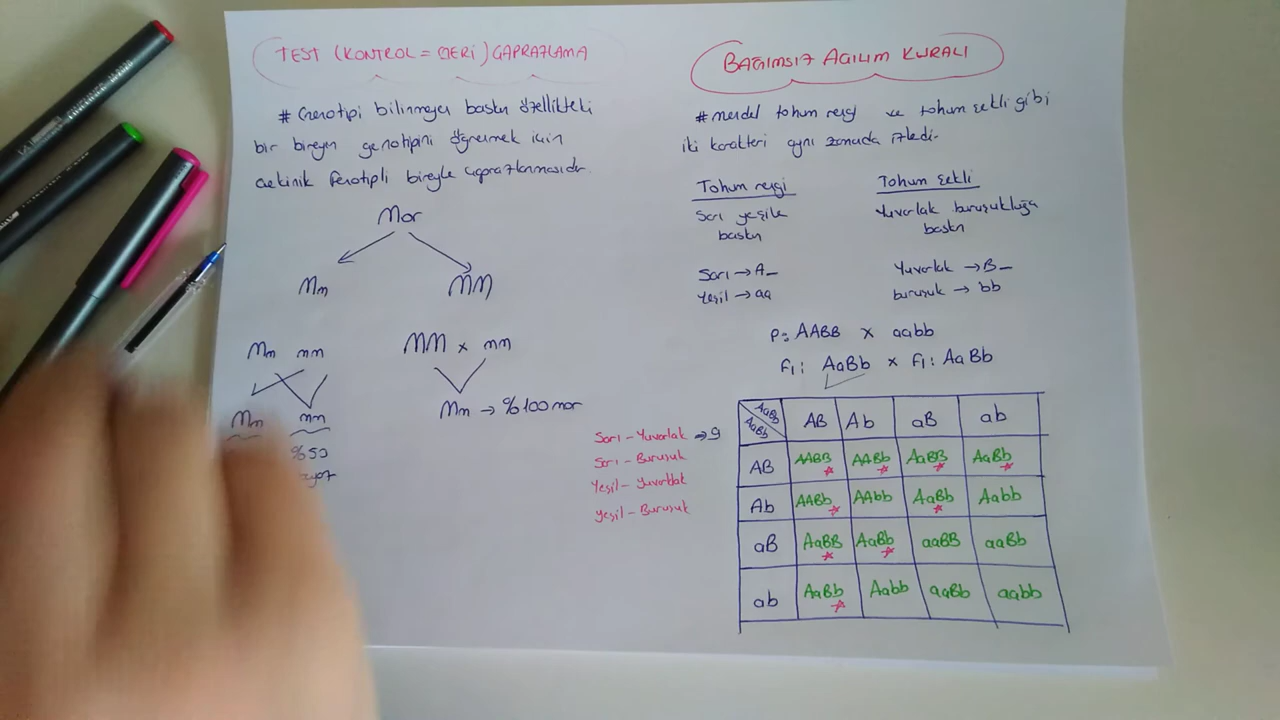 TEST (KONTROL = GERİ) ÇAPRAZLAMA
# Genotipi bilinmeyen baskın özellikteki
bir bireyin genotipini öğrenmek için
çekinik fenotipli bireyle çaprazlanmasıdır.
Mor
Mm MM
Mm mm
Mm mm
%50
MM x mm
Mm → %100 mor
BAĞIMSIZ AÇILIM KURALI
# Mendel tohum rengi ve tohum şekli gibi
iki karakteri aynı zamanda izledi.
Tohum rengi
Sarı yeşile
baskın
Sarı → A_
Yeşil → aa
Tohum şekli
Yuvarlak buruşukluğa
baskın
Yuvarlak → B_
buruşuk → bb
P: AABB x aabb
F1: AaBb x F1: AaBb
Sarı - Yuvarlak → 9
Sarı - Buruşuk
Yeşil - Yuvarlak
Yeşil - Buruşuk
AaBb
AaBb
AB Ab aB ab
AB AABB AABb AaBB AaBb
Ab AABb AAbb AaBb Aabb
aB AaBB AaBb aaBB aaBb
ab AaBb Aabb aaBb aabb